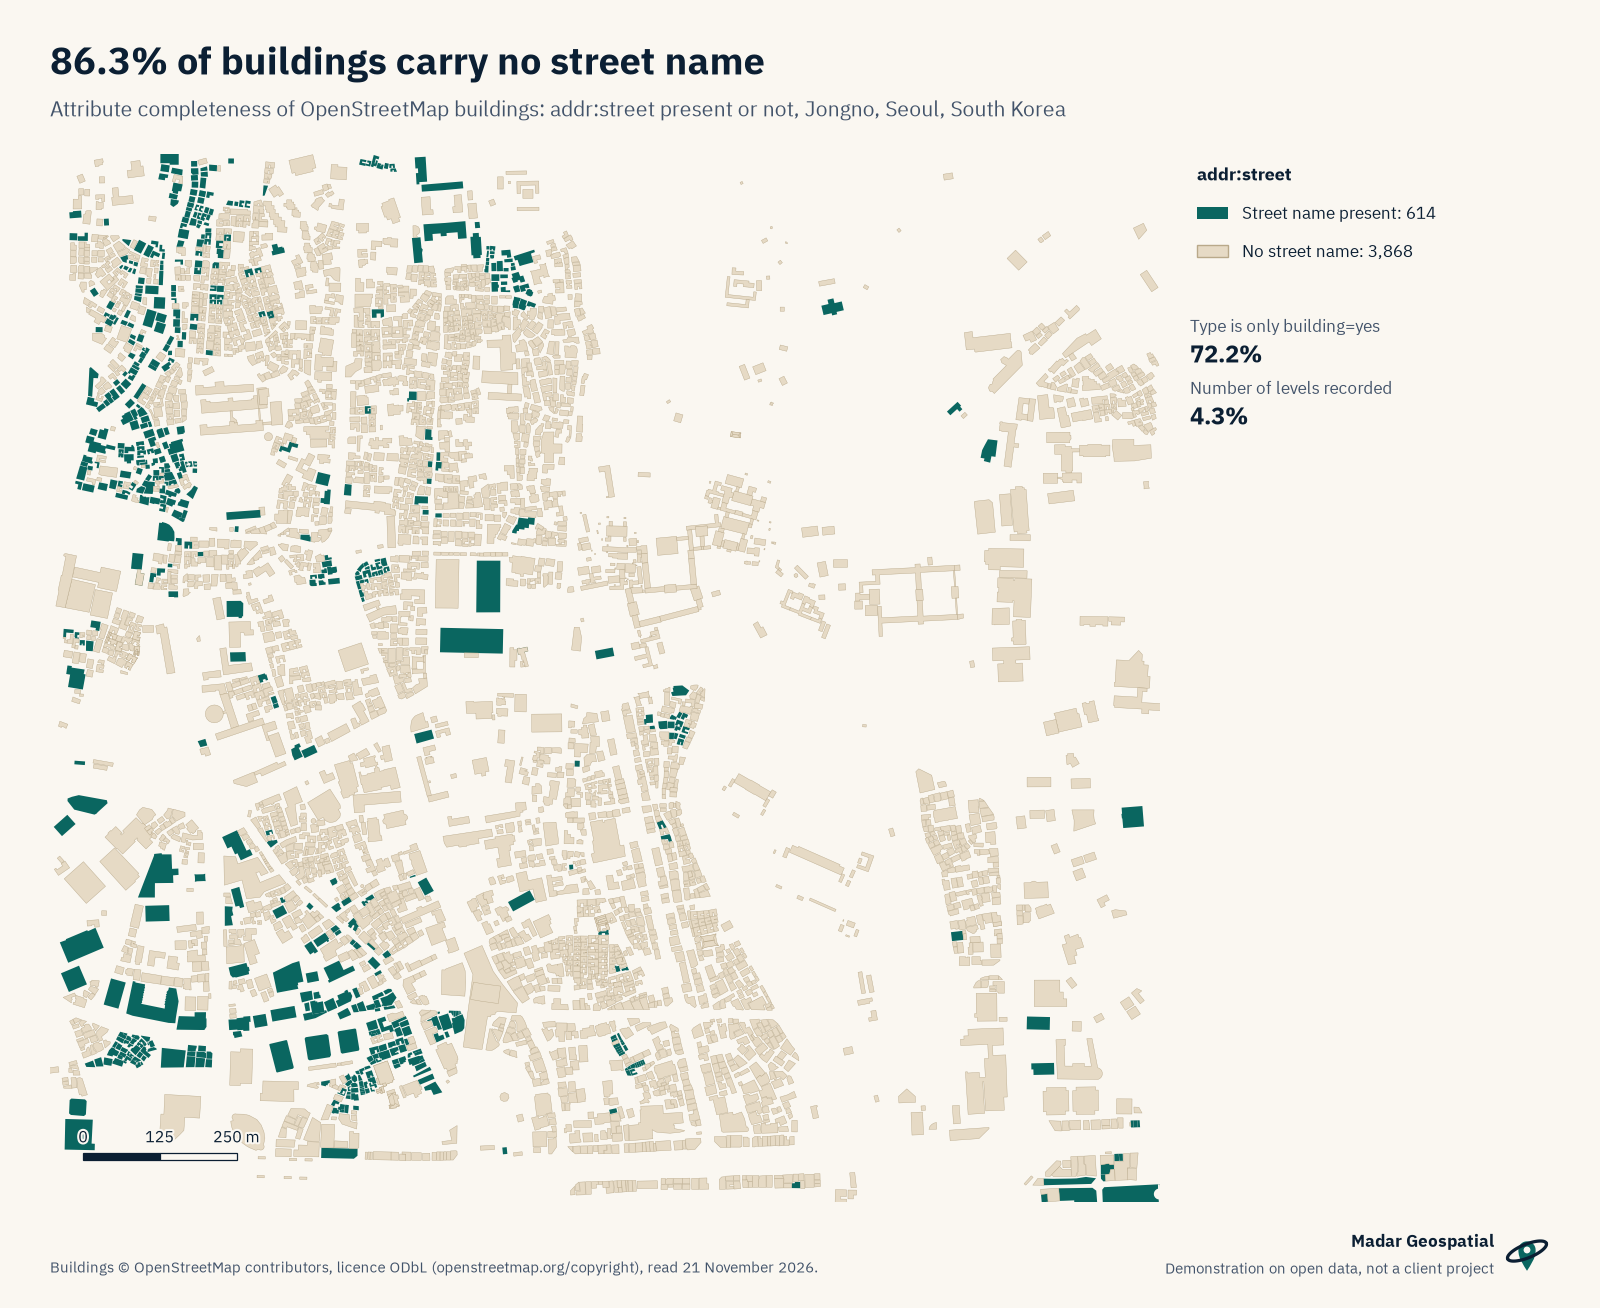 86.3% of buildings carry no street name
Attribute completeness of OpenStreetMap buildings: addr:street present or not, Jongno, Seoul, South Korea
addr:street
Street name present: 614
No street name: 3,868
Type is only building=yes
72.2%
Number of levels recorded
4.3%
0 125 250 m
Madar Geospatial
Buildings © OpenStreetMap contributors, licence ODbL (openstreetmap.org/copyright), read 21 November 2026.
Demonstration on open data, not a client project